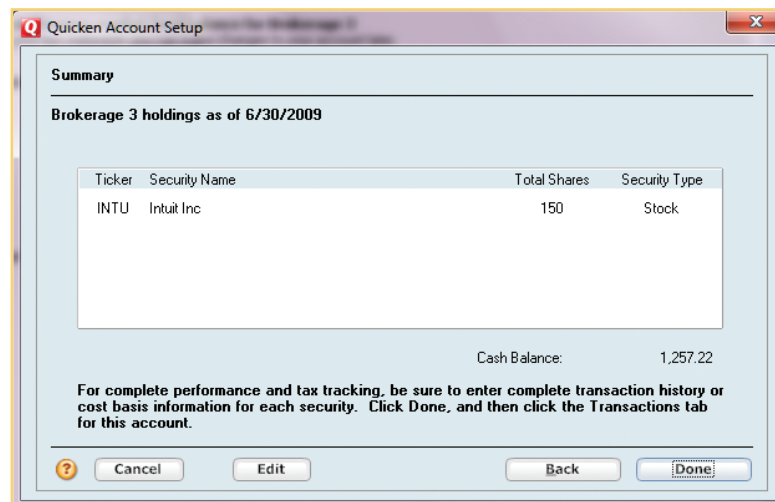 Quicken Account Setup
Summary
Brokerage 3 holdings as of 6/30/2009
Ticker Security Name Total Shares Security Type
INTU Intuit Inc 150 Stock
Cash Balance: 1,257.22
For complete performance and tax tracking, be sure to enter complete transaction history or
cost basis information for each security. Click Done, and then click the Transactions tab
for this account.
? Cancel Edit Back Done